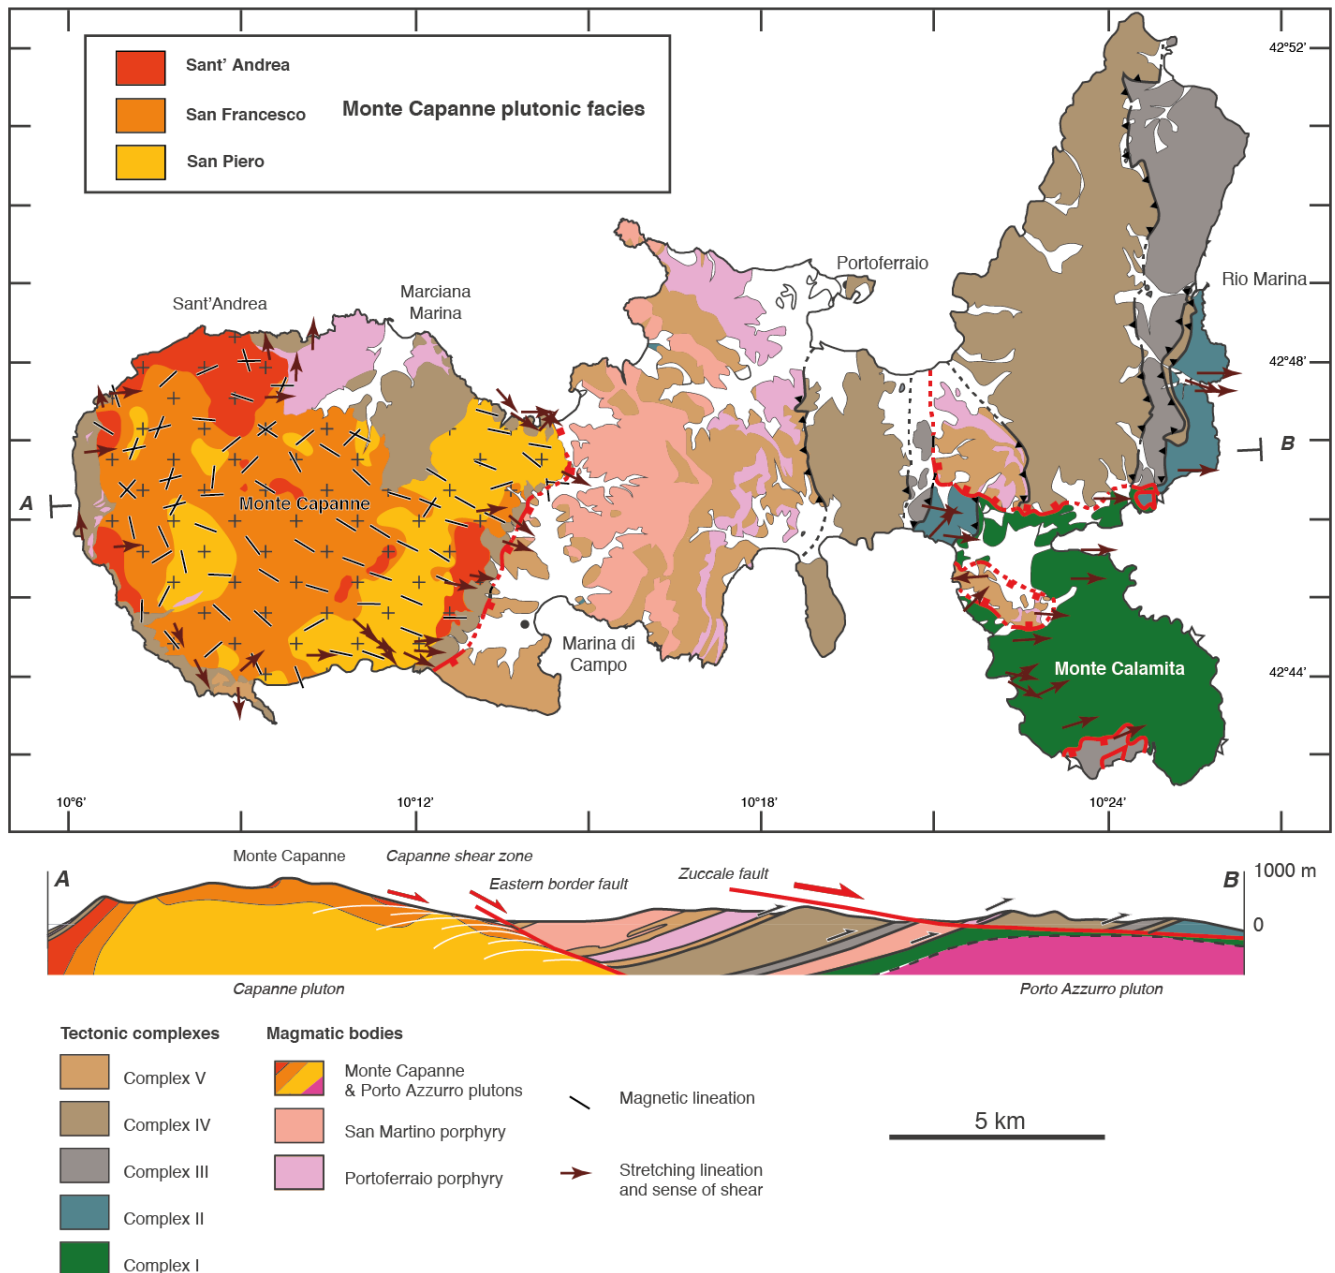 Sant' Andrea
San Francesco
San Piero
Monte Capanne plutonic facies
42°52'
Portoferraio
Rio Marina
Sant'Andrea
Marciana
Marina
42°48'
B
A
Monte Capanne
Marina di
Campo
Monte Calamita
42°44'
10°6'
10°12'
10°18'
10°24'
A
Monte Capanne
Capanne shear zone
Eastern border fault
Zuccale fault
B
1000 m
0
Capanne pluton
Porto Azzurro pluton
Tectonic complexes
Complex V
Complex IV
Complex III
Complex II
Complex I
Magmatic bodies
Monte Capanne
& Porto Azzurro plutons
San Martino porphyry
Portoferraio porphyry
Magnetic lineation
Stretching lineation
and sense of shear
5 km